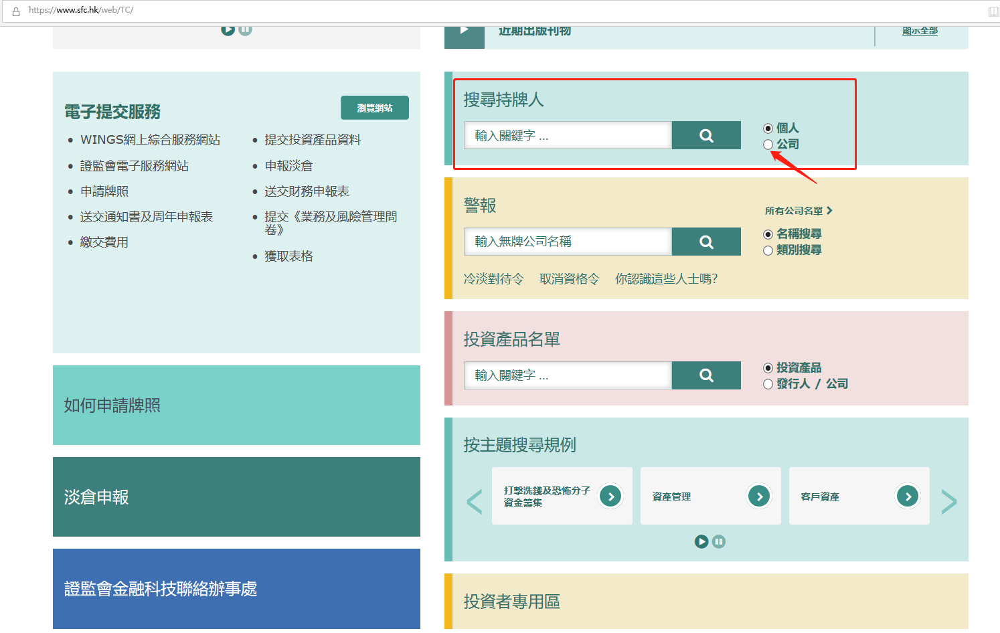 https://www.sfc.hk/web/TC/
近期出版刊物
顯示全部
電子提交服務
瀏覽網站
WINGS網上綜合服務網站
證監會電子服務網站
申請牌照
送交通知書及周年申報表
繳交費用
提交投資產品資料
申報淡倉
送交財務申報表
提交《業務及風險管理問
卷》
獲取表格
如何申請牌照
淡倉申報
證監會金融科技聯絡辦事處
搜尋持牌人
輸入關鍵字 ...
個人
公司
警報
所有公司名單
輸入無牌公司名稱
名稱搜尋
類別搜尋
冷淡對待令 取消資格令 你認識這些人士嗎?
投資產品名單
輸入關鍵字 ...
投資產品
發行人 / 公司
按主題搜尋規例
打擊洗錢及恐怖分子
資金籌集
資產管理
客戶資產
投資者專用區